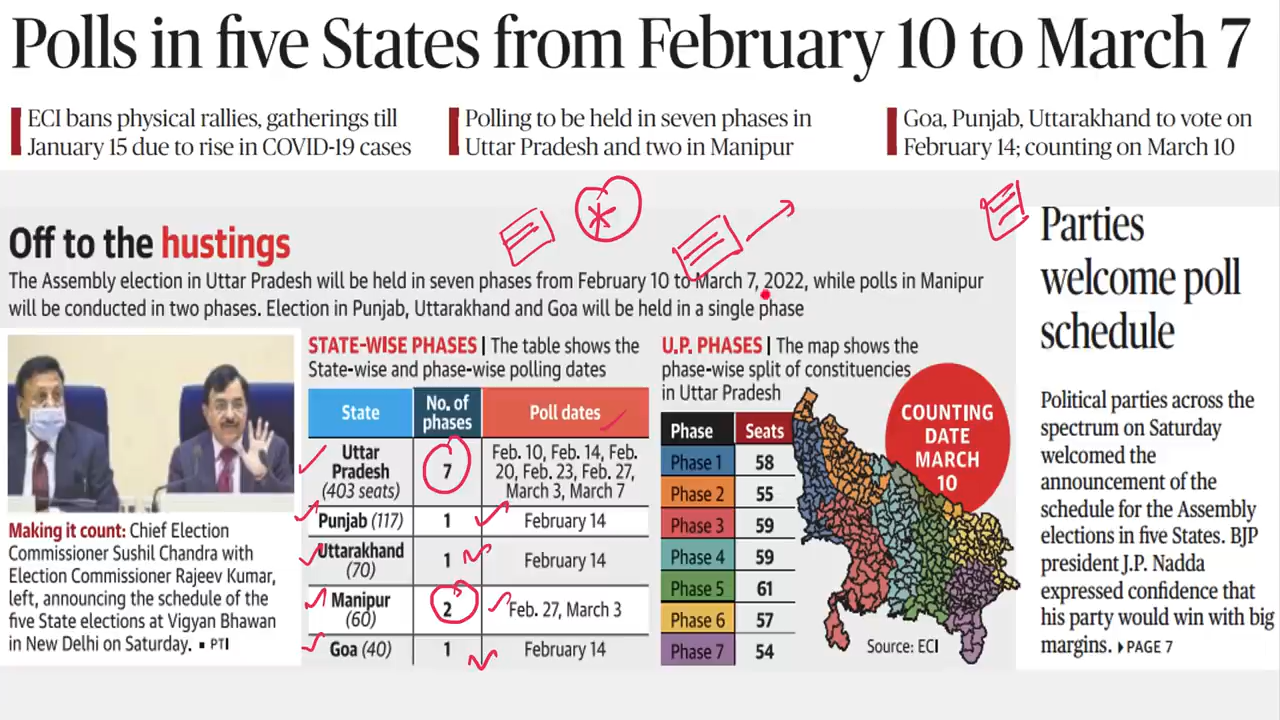 Polls in five States from February 10 to March 7
ECI bans physical rallies, gatherings till
January 15 due to rise in COVID-19 cases
Polling to be held in seven phases in
Uttar Pradesh and two in Manipur
Goa, Punjab, Uttarakhand to vote on
February 14; counting on March 10
Off to the hustings
The Assembly election in Uttar Pradesh will be held in seven phases from February 10 to March 7, 2022, while polls in Manipur
will be conducted in two phases. Election in Punjab, Uttarakhand and Goa will be held in a single phase
Making it count: Chief Election
Commissioner Sushil Chandra with
Election Commissioner Rajeev Kumar,
left, announcing the schedule of the
five State elections at Vigyan Bhawan
in New Delhi on Saturday. ▪ PTI
STATE-WISE PHASES | The table shows the
State-wise and phase-wise polling dates
State No. of phases Poll dates
Uttar Pradesh (403 seats) 7 Feb. 10, Feb. 14, Feb. 20, Feb. 23, Feb. 27, March 3, March 7
Punjab (117) 1 February 14
Uttarakhand (70) 1 February 14
Manipur (60) 2 Feb. 27, March 3
Goa (40) 1 February 14
U.P. PHASES | The map shows the
phase-wise split of constituencies
in Uttar Pradesh
Phase Seats
Phase 1 58
Phase 2 55
Phase 3 59
Phase 4 59
Phase 5 61
Phase 6 57
Phase 7 54
COUNTING
DATE
MARCH
10
Source: ECI
Parties
welcome poll
schedule
Political parties across the
spectrum on Saturday
welcomed the
announcement of the
schedule for the Assembly
elections in five States. BJP
president J.P. Nadda
expressed confidence that
his party would win with big
margins. ▸ PAGE 7